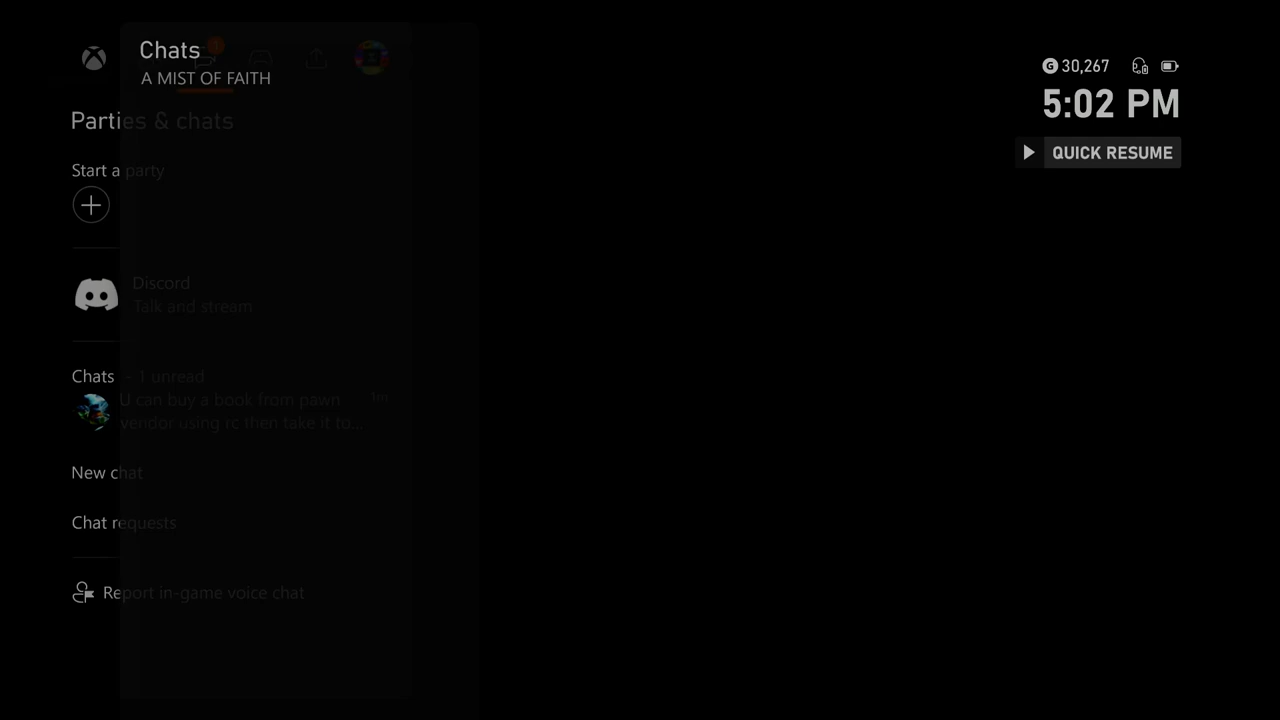 Chats
A MIST OF FAITH
1
G 30,267
5:02 PM
QUICK RESUME
Parties & chats
Start a party
Discord
Talk and stream
Chats - 1 unread
U can buy a book from pawn 1m
vendor using rc then take it to...
New chat
Chat requests
Report in-game voice chat